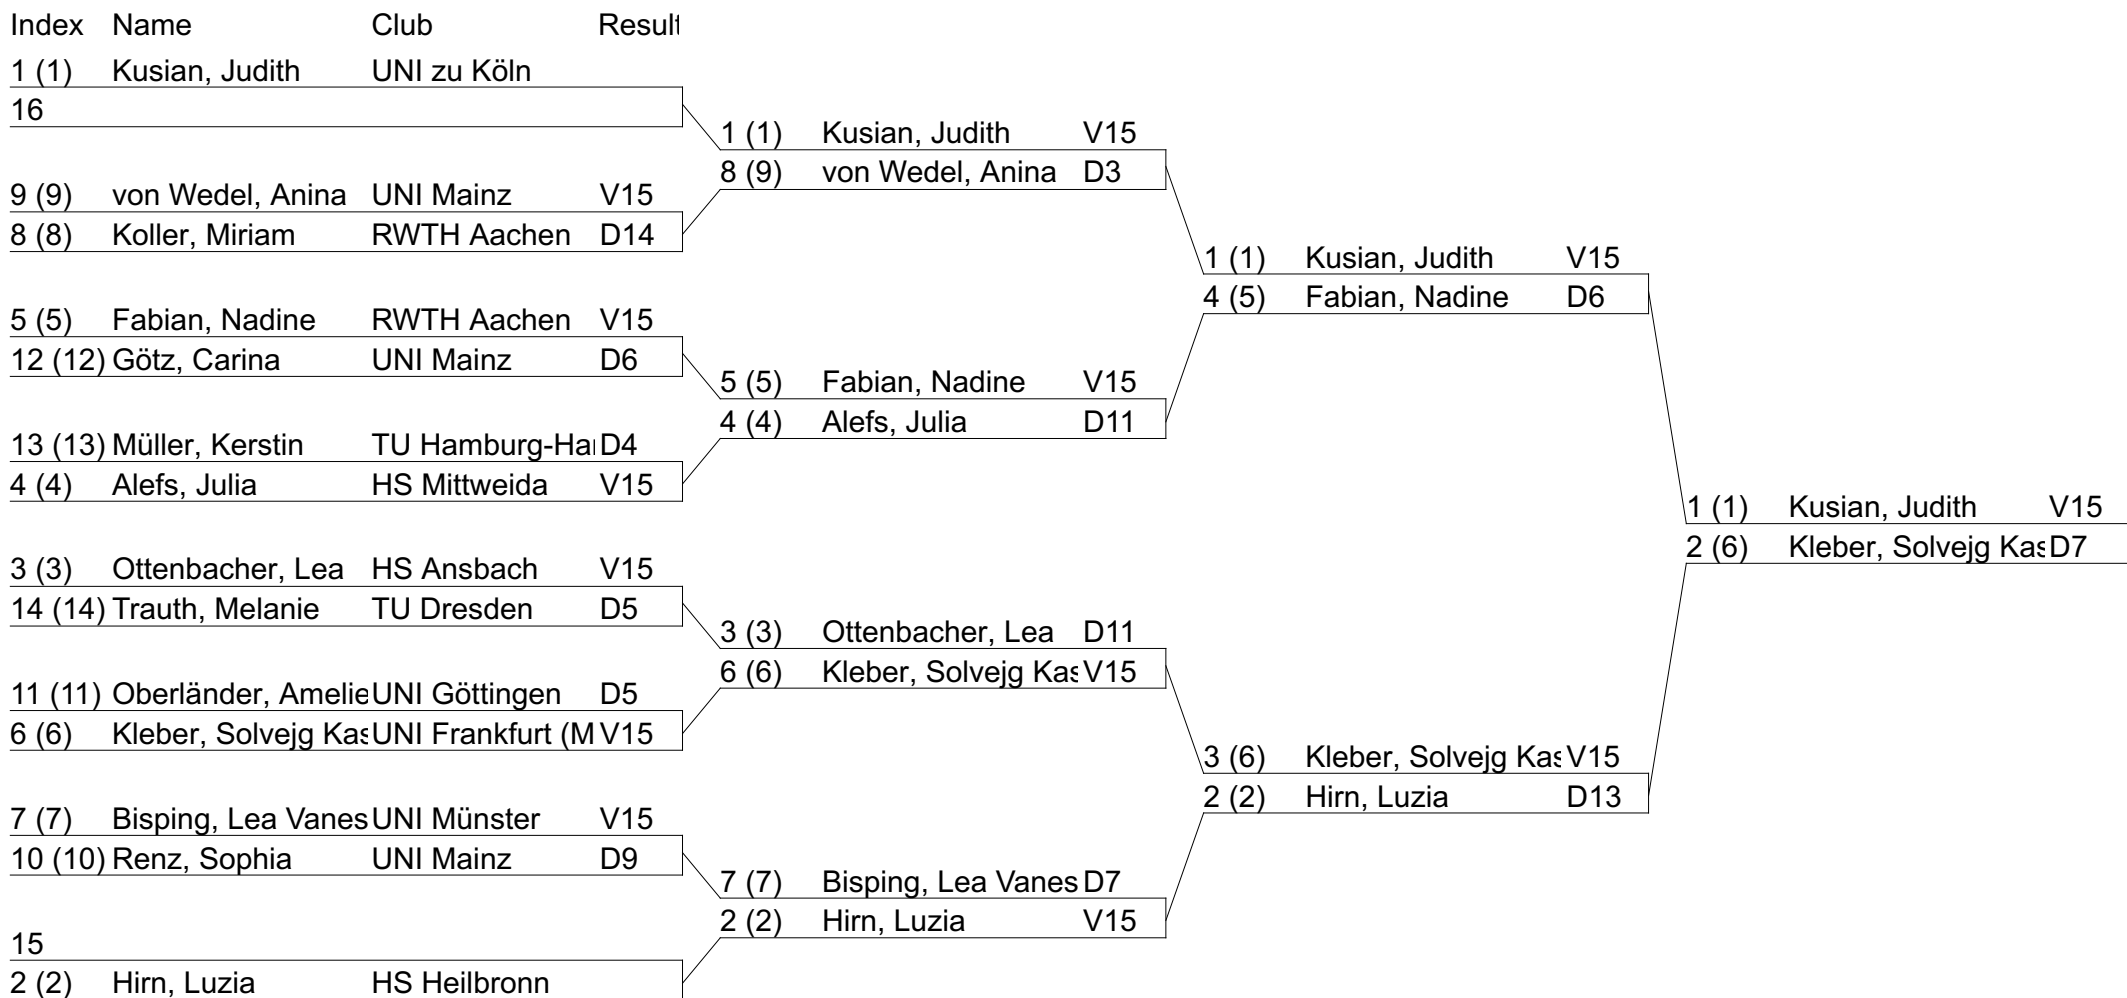 Index Name Club Result
1 (1) Kusian, Judith UNI zu Köln
16
9 (9) von Wedel, Anina UNI Mainz V15
8 (8) Koller, Miriam RWTH Aachen D14
5 (5) Fabian, Nadine RWTH Aachen V15
12 (12) Götz, Carina UNI Mainz D6
13 (13) Müller, Kerstin TU Hamburg-Har D4
4 (4) Alefs, Julia HS Mittweida V15
3 (3) Ottenbacher, Lea HS Ansbach V15
14 (14) Trauth, Melanie TU Dresden D5
11 (11) Oberländer, Amelie UNI Göttingen D5
6 (6) Kleber, Solvejg Kas UNI Frankfurt (M V15
7 (7) Bisping, Lea Vanes UNI Münster V15
10 (10) Renz, Sophia UNI Mainz D9
15
2 (2) Hirn, Luzia HS Heilbronn
1 (1) Kusian, Judith V15
8 (9) von Wedel, Anina D3
5 (5) Fabian, Nadine V15
4 (4) Alefs, Julia D11
3 (3) Ottenbacher, Lea D11
6 (6) Kleber, Solvejg Kas V15
7 (7) Bisping, Lea Vanes D7
2 (2) Hirn, Luzia V15
1 (1) Kusian, Judith V15
4 (5) Fabian, Nadine D6
3 (6) Kleber, Solvejg Kas V15
2 (2) Hirn, Luzia D13
1 (1) Kusian, Judith V15
2 (6) Kleber, Solvejg Kas D7